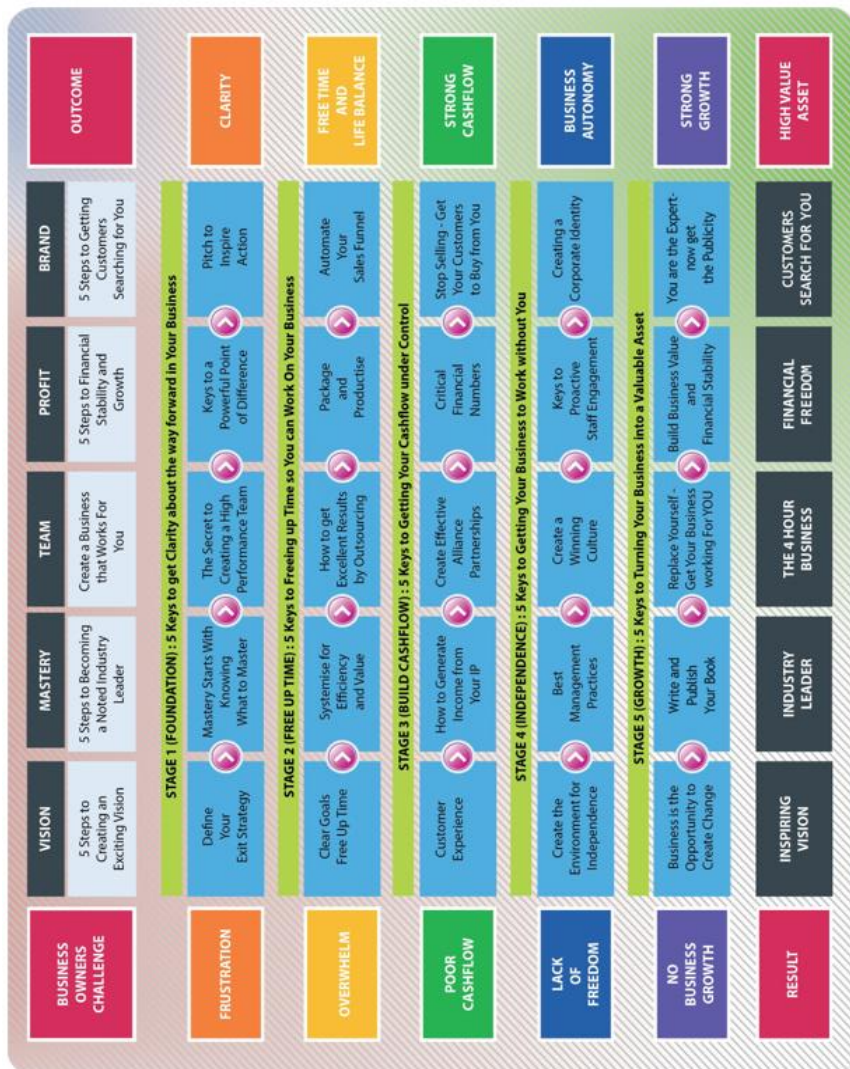 BUSINESS
OWNERS
CHALLENGE
VISION
5 Steps to
Creating an
Exciting Vision
MASTERY
5 Steps to Becoming
a Noted Industry
Leader
TEAM
Create a Business
that Works For
You
PROFIT
5 Steps to Financial
Stability and
Growth
BRAND
5 Steps to Getting
Customers
Searching for You
OUTCOME
STAGE 1 (FOUNDATION) : 5 Keys to get Clarity about the way forward in Your Business
FRUSTRATION
Define
Your
Exit Strategy
Mastery Starts With
Knowing
What to Master
The Secret to
Creating a High
Performance Team
Keys to a
Powerful Point
of Difference
Pitch to
Inspire
Action
CLARITY
STAGE 2 (FREE UP TIME) : 5 Keys to Freeing up Time so You can Work On Your Business
OVERWHELM
Clear Goals
Free Up Time
Systemise for
Efficiency
and Value
How to get
Excellent Results
by Outsourcing
Package
and
Productise
Automate
Your
Sales Funnel
FREE TIME
AND
LIFE BALANCE
STAGE 3 (BUILD CASHFLOW) : 5 Keys to Getting Your Cashflow under Control
POOR
CASHFLOW
Customer
Experience
How to Generate
Income from
Your IP
Create Effective
Alliance
Partnerships
Critical
Financial
Numbers
Stop Selling - Get
Your Customers
to Buy from You
STRONG
CASHFLOW
STAGE 4 (INDEPENDENCE) : 5 Keys to Getting Your Business to Work without You
LACK
OF
FREEDOM
Create the
Environment for
Independence
Best
Management
Practices
Create a
Winning
Culture
Keys to
Proactive
Staff Engagement
Creating a
Corporate Identity
BUSINESS
AUTONOMY
STAGE 5 (GROWTH) : 5 Keys to Turning Your Business into a Valuable Asset
NO
BUSINESS
GROWTH
Business is the
Opportunity to
Create Change
Write and
Publish
Your Book
Replace Yourself -
Get Your Business
working For YOU
Build Business Value
and
Financial Stability
You are the Expert-
now get
the Publicity
STRONG
GROWTH
RESULT
INSPIRING
VISION
INDUSTRY
LEADER
THE 4 HOUR
BUSINESS
FINANCIAL
FREEDOM
CUSTOMERS
SEARCH FOR YOU
HIGH VALUE
ASSET